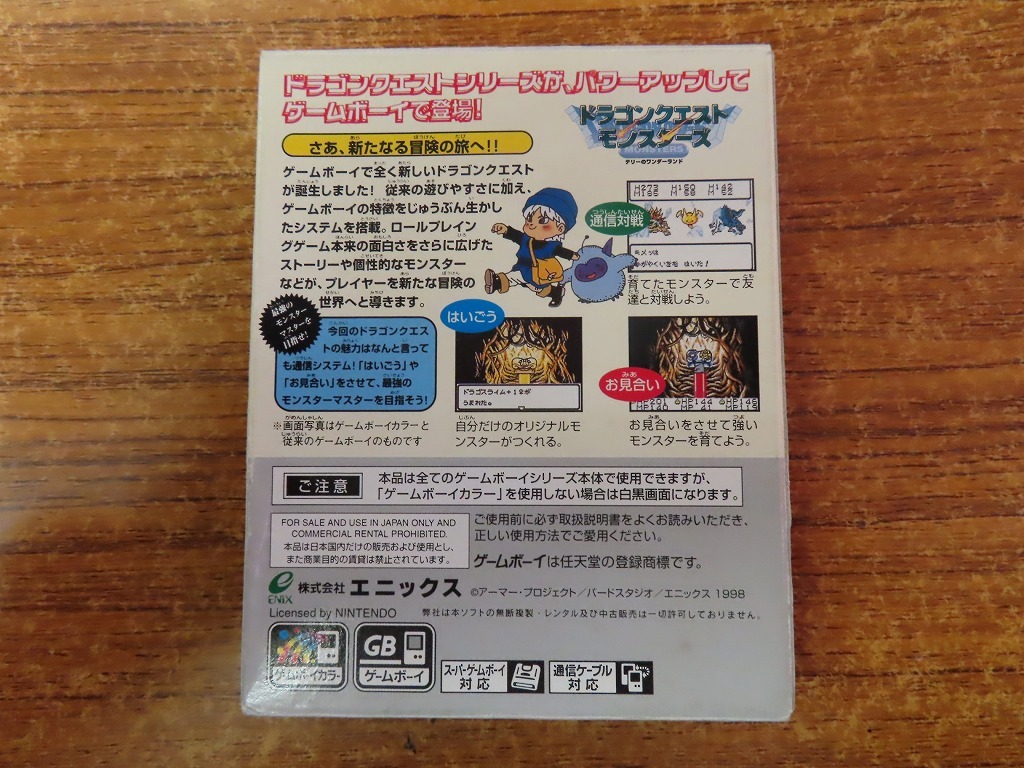 ドラゴンクエストシリーズが、パワーアップして
ゲームボーイで登場!
ドラゴンクエスト
モンスターズ
MONSTERS
テリーのワンダーランド
さあ、新たなる冒険の旅へ!!
ゲームボーイで全く新しいドラゴンクエスト
が誕生しました! 従来の遊びやすさに加え、
ゲームボーイの特徴をじゅうぶん生かし
たシステムを搭載。ロールプレイン
グゲーム本来の面白さをさらに広げた
ストーリーや個性的なモンスター
などが、プレイヤーを新たな冒険の
世界へと導きます。
通信対戦
育てたモンスターで友
達と対戦しよう。
最強の
モンスター
マスターを
目指せ!
今回のドラゴンクエス
トの魅力はなんと言って
も通信システム!「はいごう」や
「お見合い」をさせて、最強の
モンスターマスターを目指そう!
※画面写真はゲームボーイカラーと
従来のゲームボーイのものです
はいごう
ドラゴスライム+1♀が
うまれた。
自分だけのオリジナルモ
ンスターがつくれる。
お見合い
お見合いをさせて強い
モンスターを育てよう。
ご注意
本品は全てのゲームボーイシリーズ本体で使用できますが、
「ゲームボーイカラー」を使用しない場合は白黒画面になります。
FOR SALE AND USE IN JAPAN ONLY AND
COMMERCIAL RENTAL PROHIBITED.
本品は日本国内だけの販売および使用とし、
また商業目的の賃貸は禁止されています。
ご使用前に必ず取扱説明書をよくお読みいただき、
正しい使用方法でご愛用ください。
ゲームボーイは任天堂の登録商標です。
ENIX
株式会社 エニックス
©アーマー・プロジェクト/バードスタジオ/エニックス 1998
Licensed by NINTENDO
弊社は本ソフトの無断複製・レンタル及び中古販売は一切許可しておりません。
ゲームボーイカラー
GB
ゲームボーイ
スーパーゲームボーイ
対応
通信ケーブル
対応